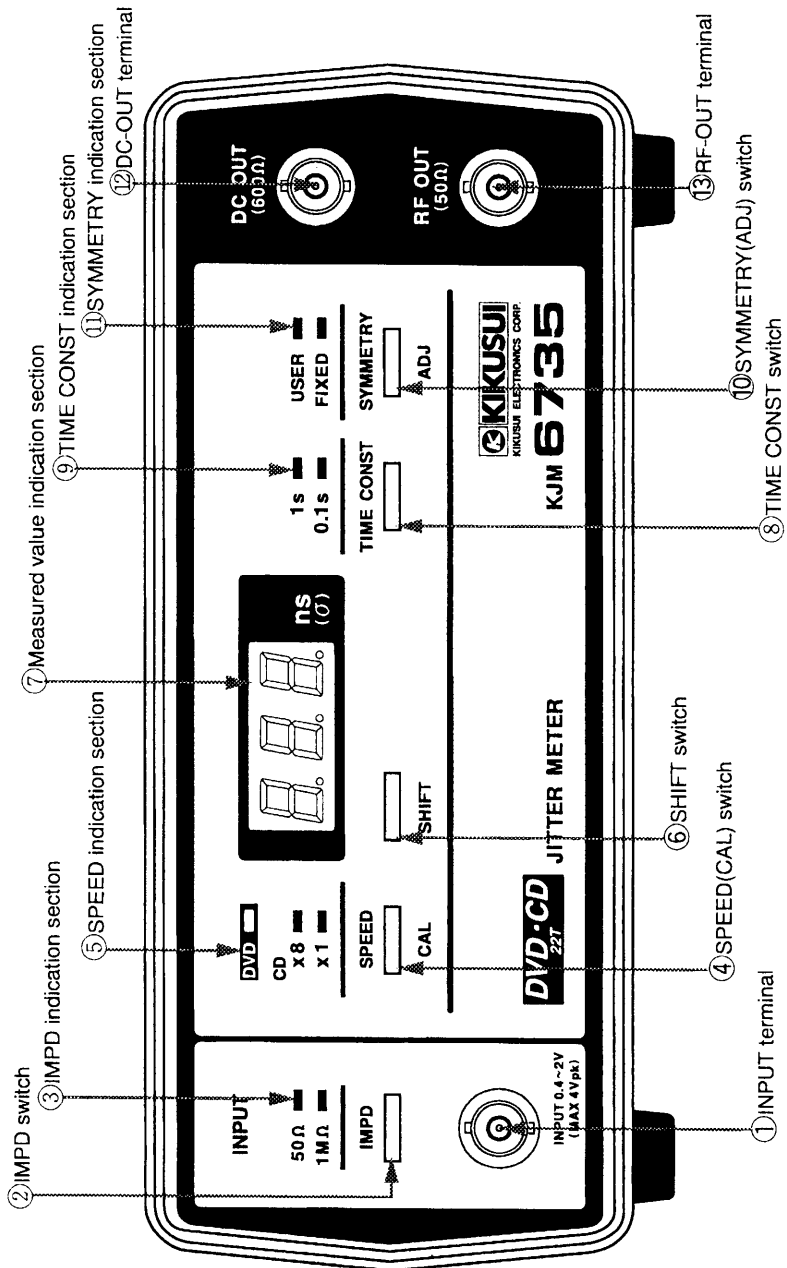 ②IMPD switch
③IMPD indication section
⑤SPEED indication section
⑦Measured value indication section
⑨TIME CONST indication section
⑪SYMMETRY indication section
⑫DC-OUT terminal
INPUT
50Ω
1MΩ
IMPD
INPUT 0.4~2V
(MAX 4Vpk)
DVD
CD
x8
x1
SPEED
CAL
SHIFT
ns
(σ)
1s
0.1s
TIME CONST
USER
FIXED
SYMMETRY
ADJ
DC OUT
(600Ω)
RF OUT
(50Ω)
DVD·CD
22T
JITTER METER
KIKUSUI
KIKUSUI ELECTRONICS CORP.
KJM 6735
①INPUT terminal
④SPEED(CAL) switch
⑥SHIFT switch
⑧TIME CONST switch
⑩SYMMETRY(ADJ) switch
⑬RF-OUT terminal